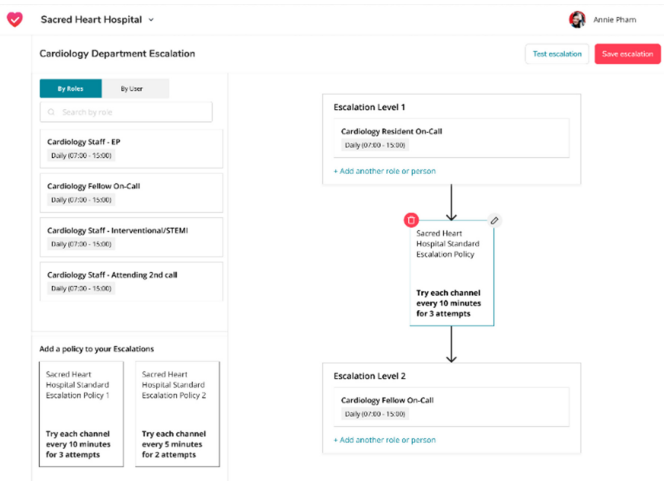 Sacred Heart Hospital
Annie Pham
Cardiology Department Escalation
Test escalation
Save escalation
By Roles
By User
Search by role
Cardiology Staff - EP
Daily (07:00 - 15:00)
Cardiology Fellow On-Call
Daily (07:00 - 15:00)
Cardiology Staff - Interventional/STEMI
Daily (07:00 - 15:00)
Cardiology Staff - Attending 2nd call
Daily (07:00 - 15:00)
Add a policy to your Escalations
Sacred Heart
Hospital Standard
Escalation Policy 1
Try each channel
every 10 minutes
for 3 attempts
Sacred Heart
Hospital Standard
Escalation Policy 2
Try each channel
every 5 minutes
for 2 attempts
Escalation Level 1
Cardiology Resident On-Call
Daily (07:00 - 15:00)
+ Add another role or person
Sacred Heart
Hospital Standard
Escalation Policy
Try each channel
every 10 minutes
for 3 attempts
Escalation Level 2
Cardiology Fellow On-Call
Daily (07:00 - 15:00)
+ Add another role or person